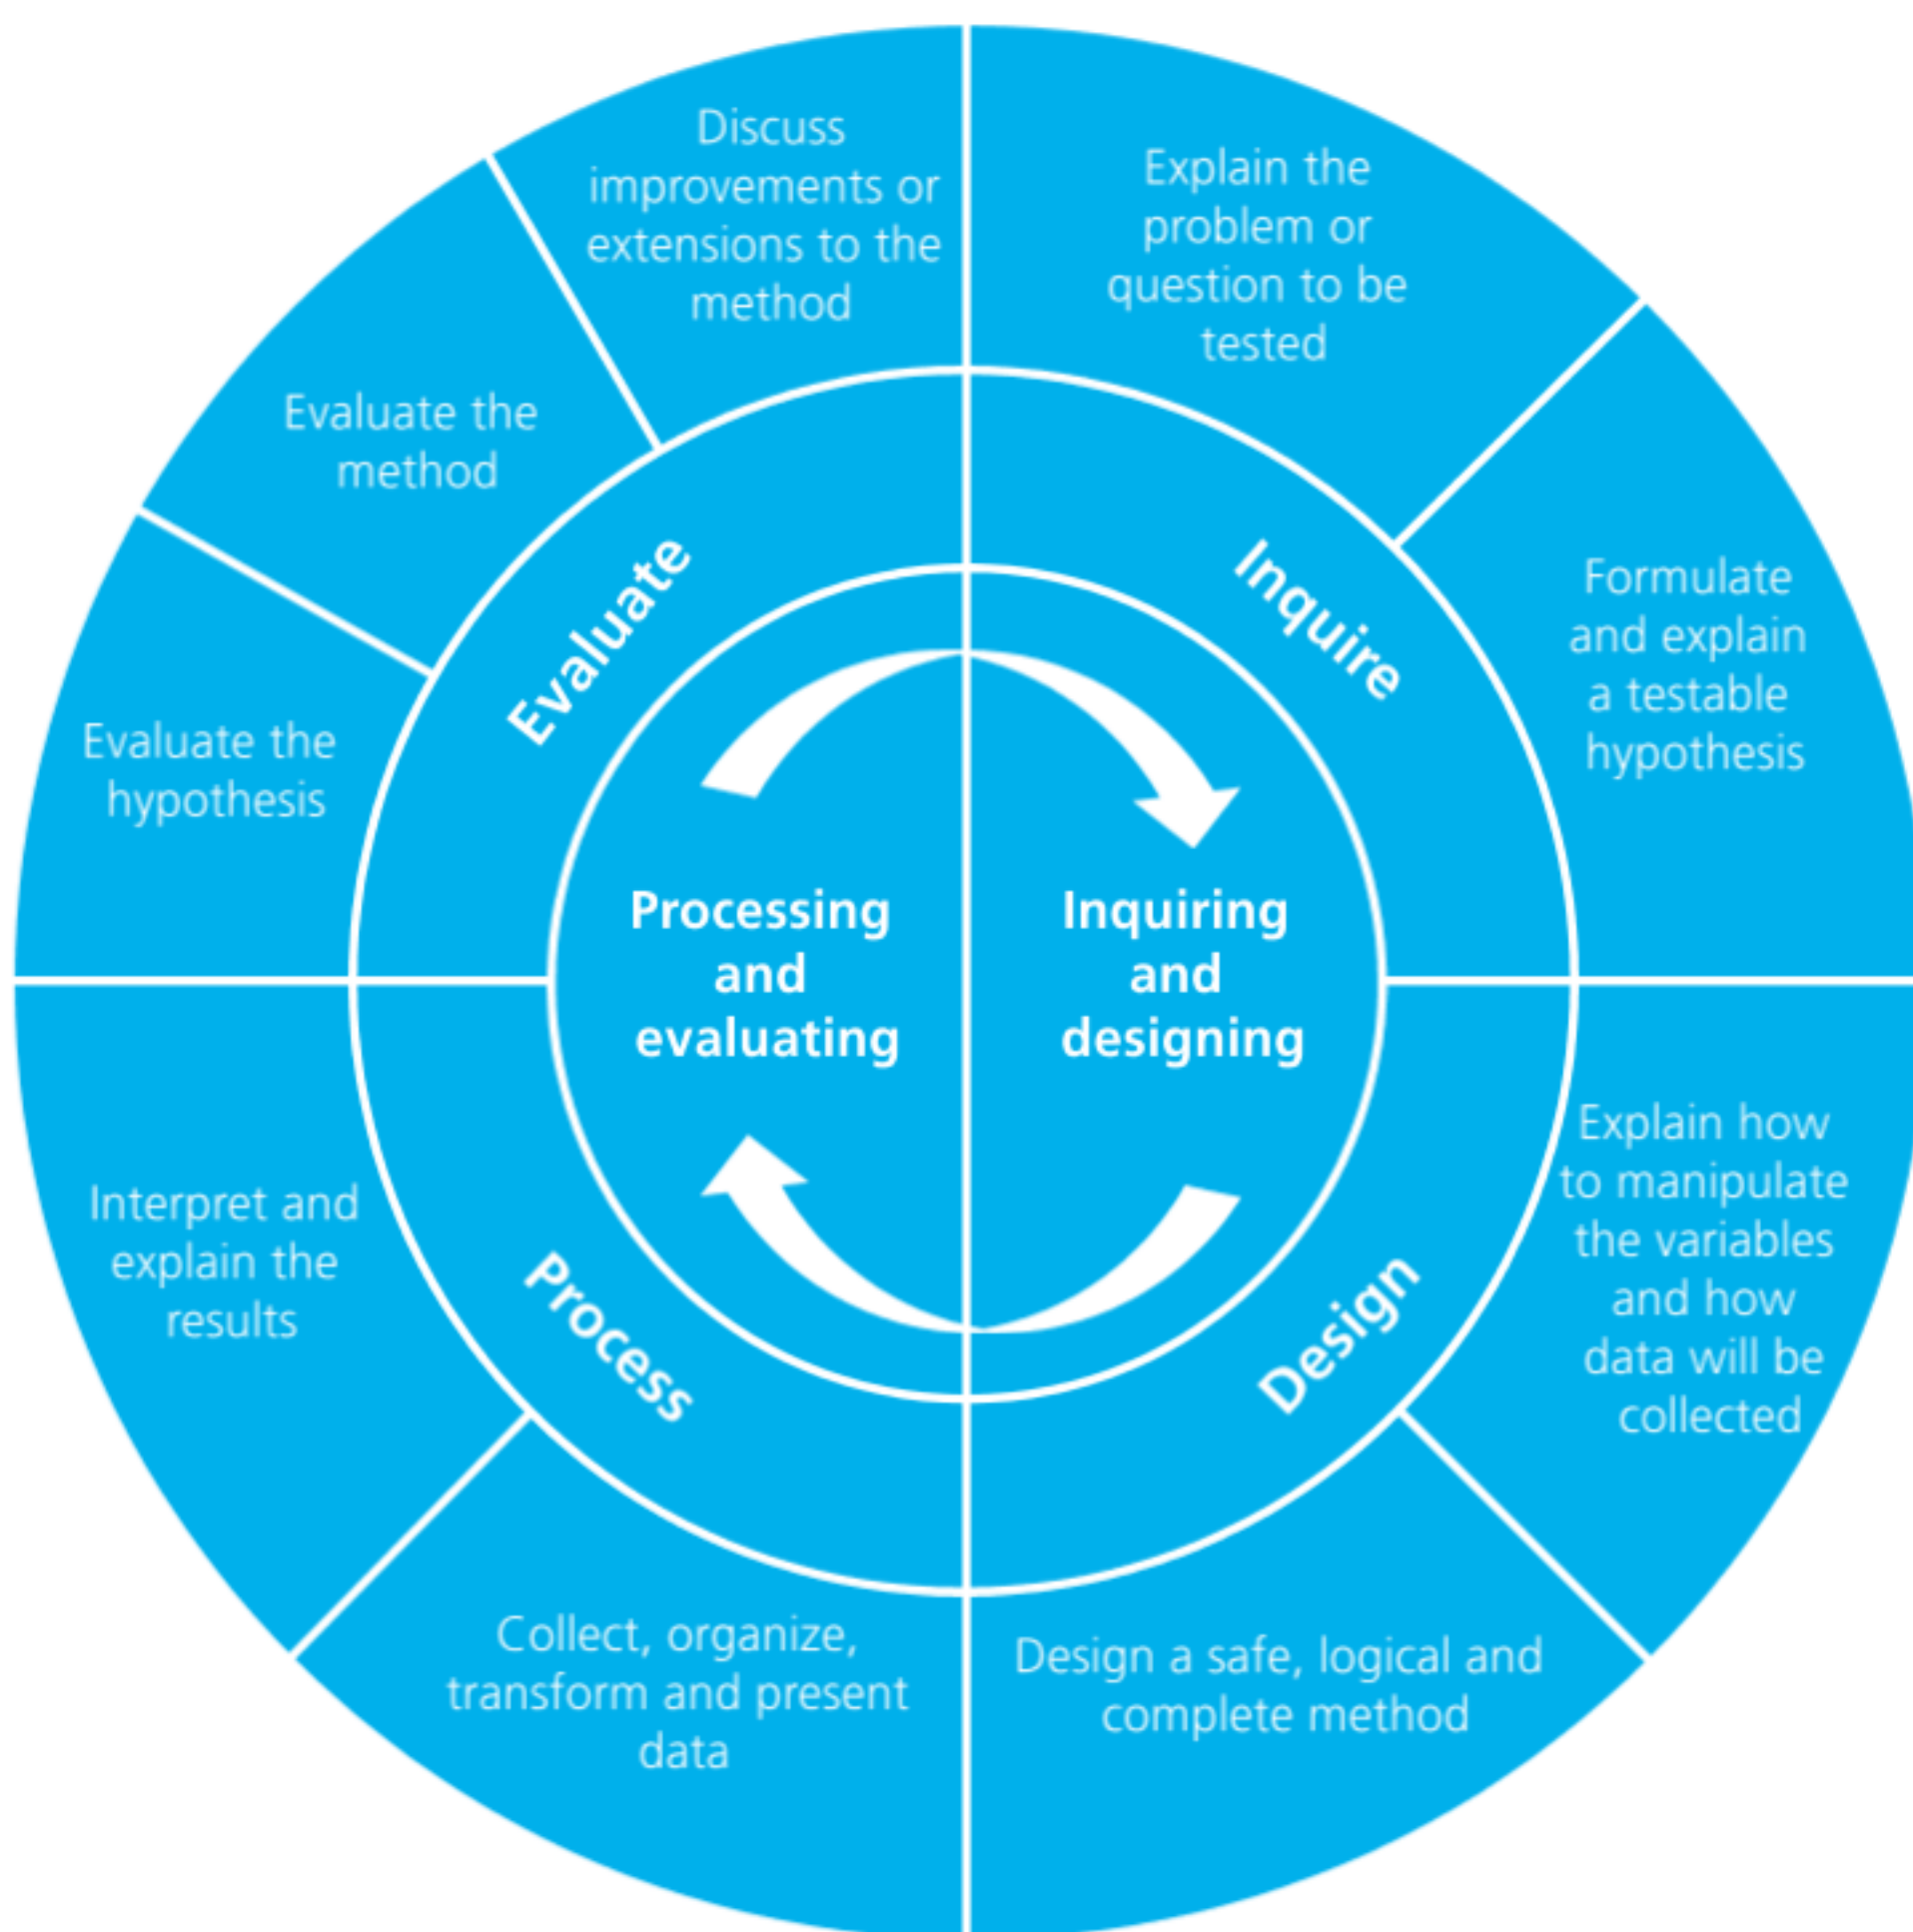 Discuss
improvements or
extensions to the
method
Explain the
problem or
question to be
tested
Evaluate the
method
Formulate
and explain
a testable
hypothesis
Evaluate
Inquire
Evaluate the
hypothesis
Processing
and
evaluating
Inquiring
and
designing
Explain how
to manipulate
the variables
and how
data will be
collected
Interpret and
explain the
results
Process
Design
Collect, organize,
transform and present
data
Design a safe, logical and
complete method